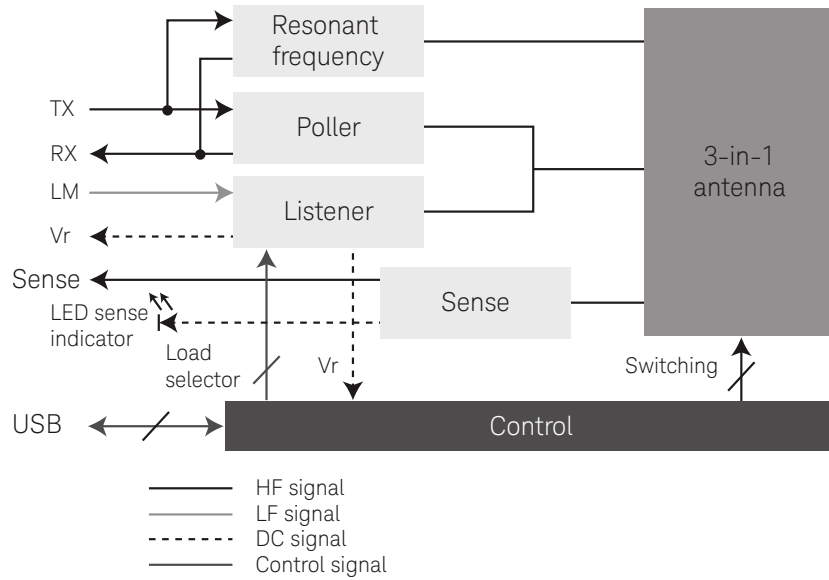 Resonant
frequency
TX
Poller
RX
3-in-1
antenna
LM
Listener
Vr
Sense
Sense
LED sense
indicator
Load
selector
Vr
Switching
USB
Control
HF signal
LF signal
DC signal
Control signal